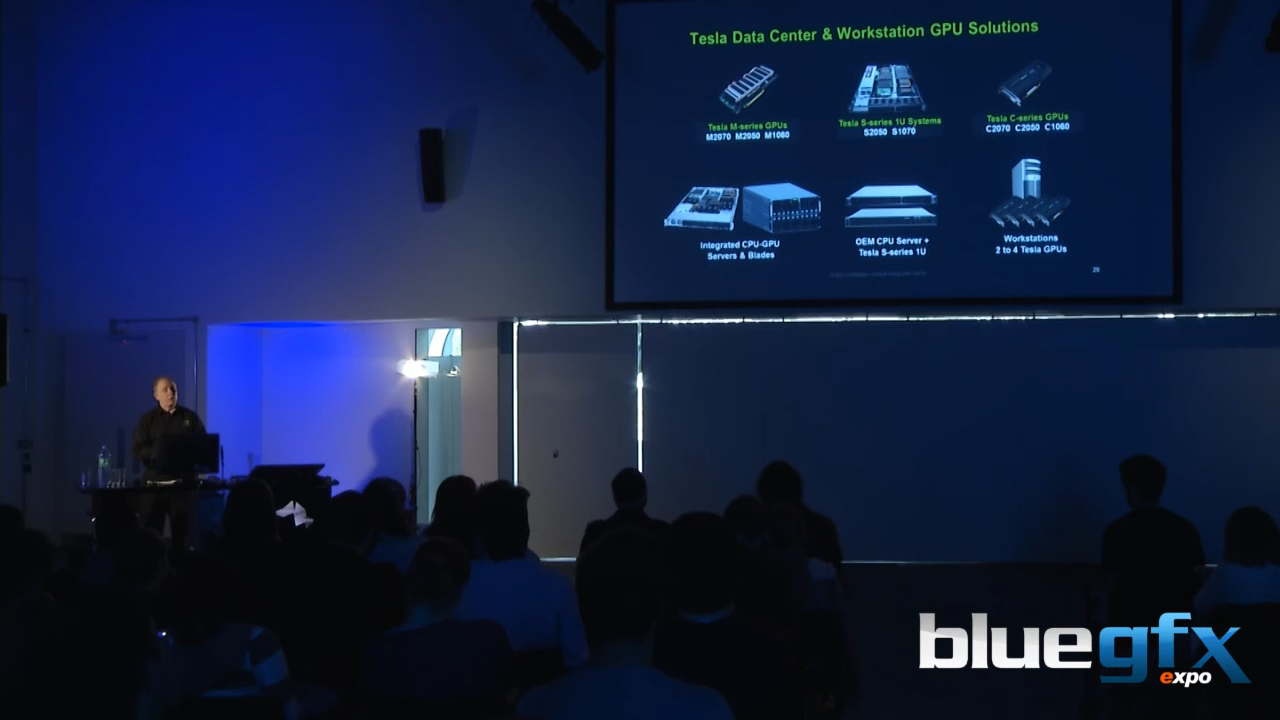 Tesla Data Center & Workstation GPU Solutions
Tesla M-series GPUs
M2070 M2050 M1060
Tesla S-series 1U Systems
S2050 S1070
Tesla C-series GPUs
C2070 C2050 C1060
Integrated CPU-GPU
Servers & Blades
OEM CPU Server +
Tesla S-series 1U
Workstations
2 to 4 Tesla GPUs
29
bluegfx
expo